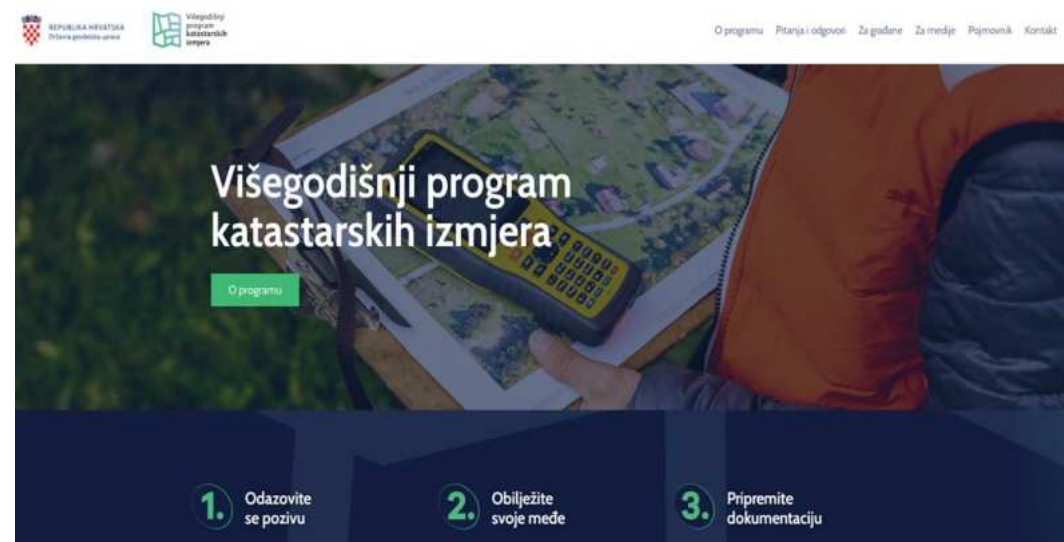 REPUBLIKA HRVATSKA
Državna geodetska uprava
Višegodišnji
program
katastarskih
izmjera
O programu Pitanja i odgovori Za građane Za medije Pojmovnik Kontakt
Višegodišnji program
katastarskih izmjera
O programu
1. Odazovite
se pozivu
2. Obilježite
svoje međe
3. Pripremite
dokumentaciju